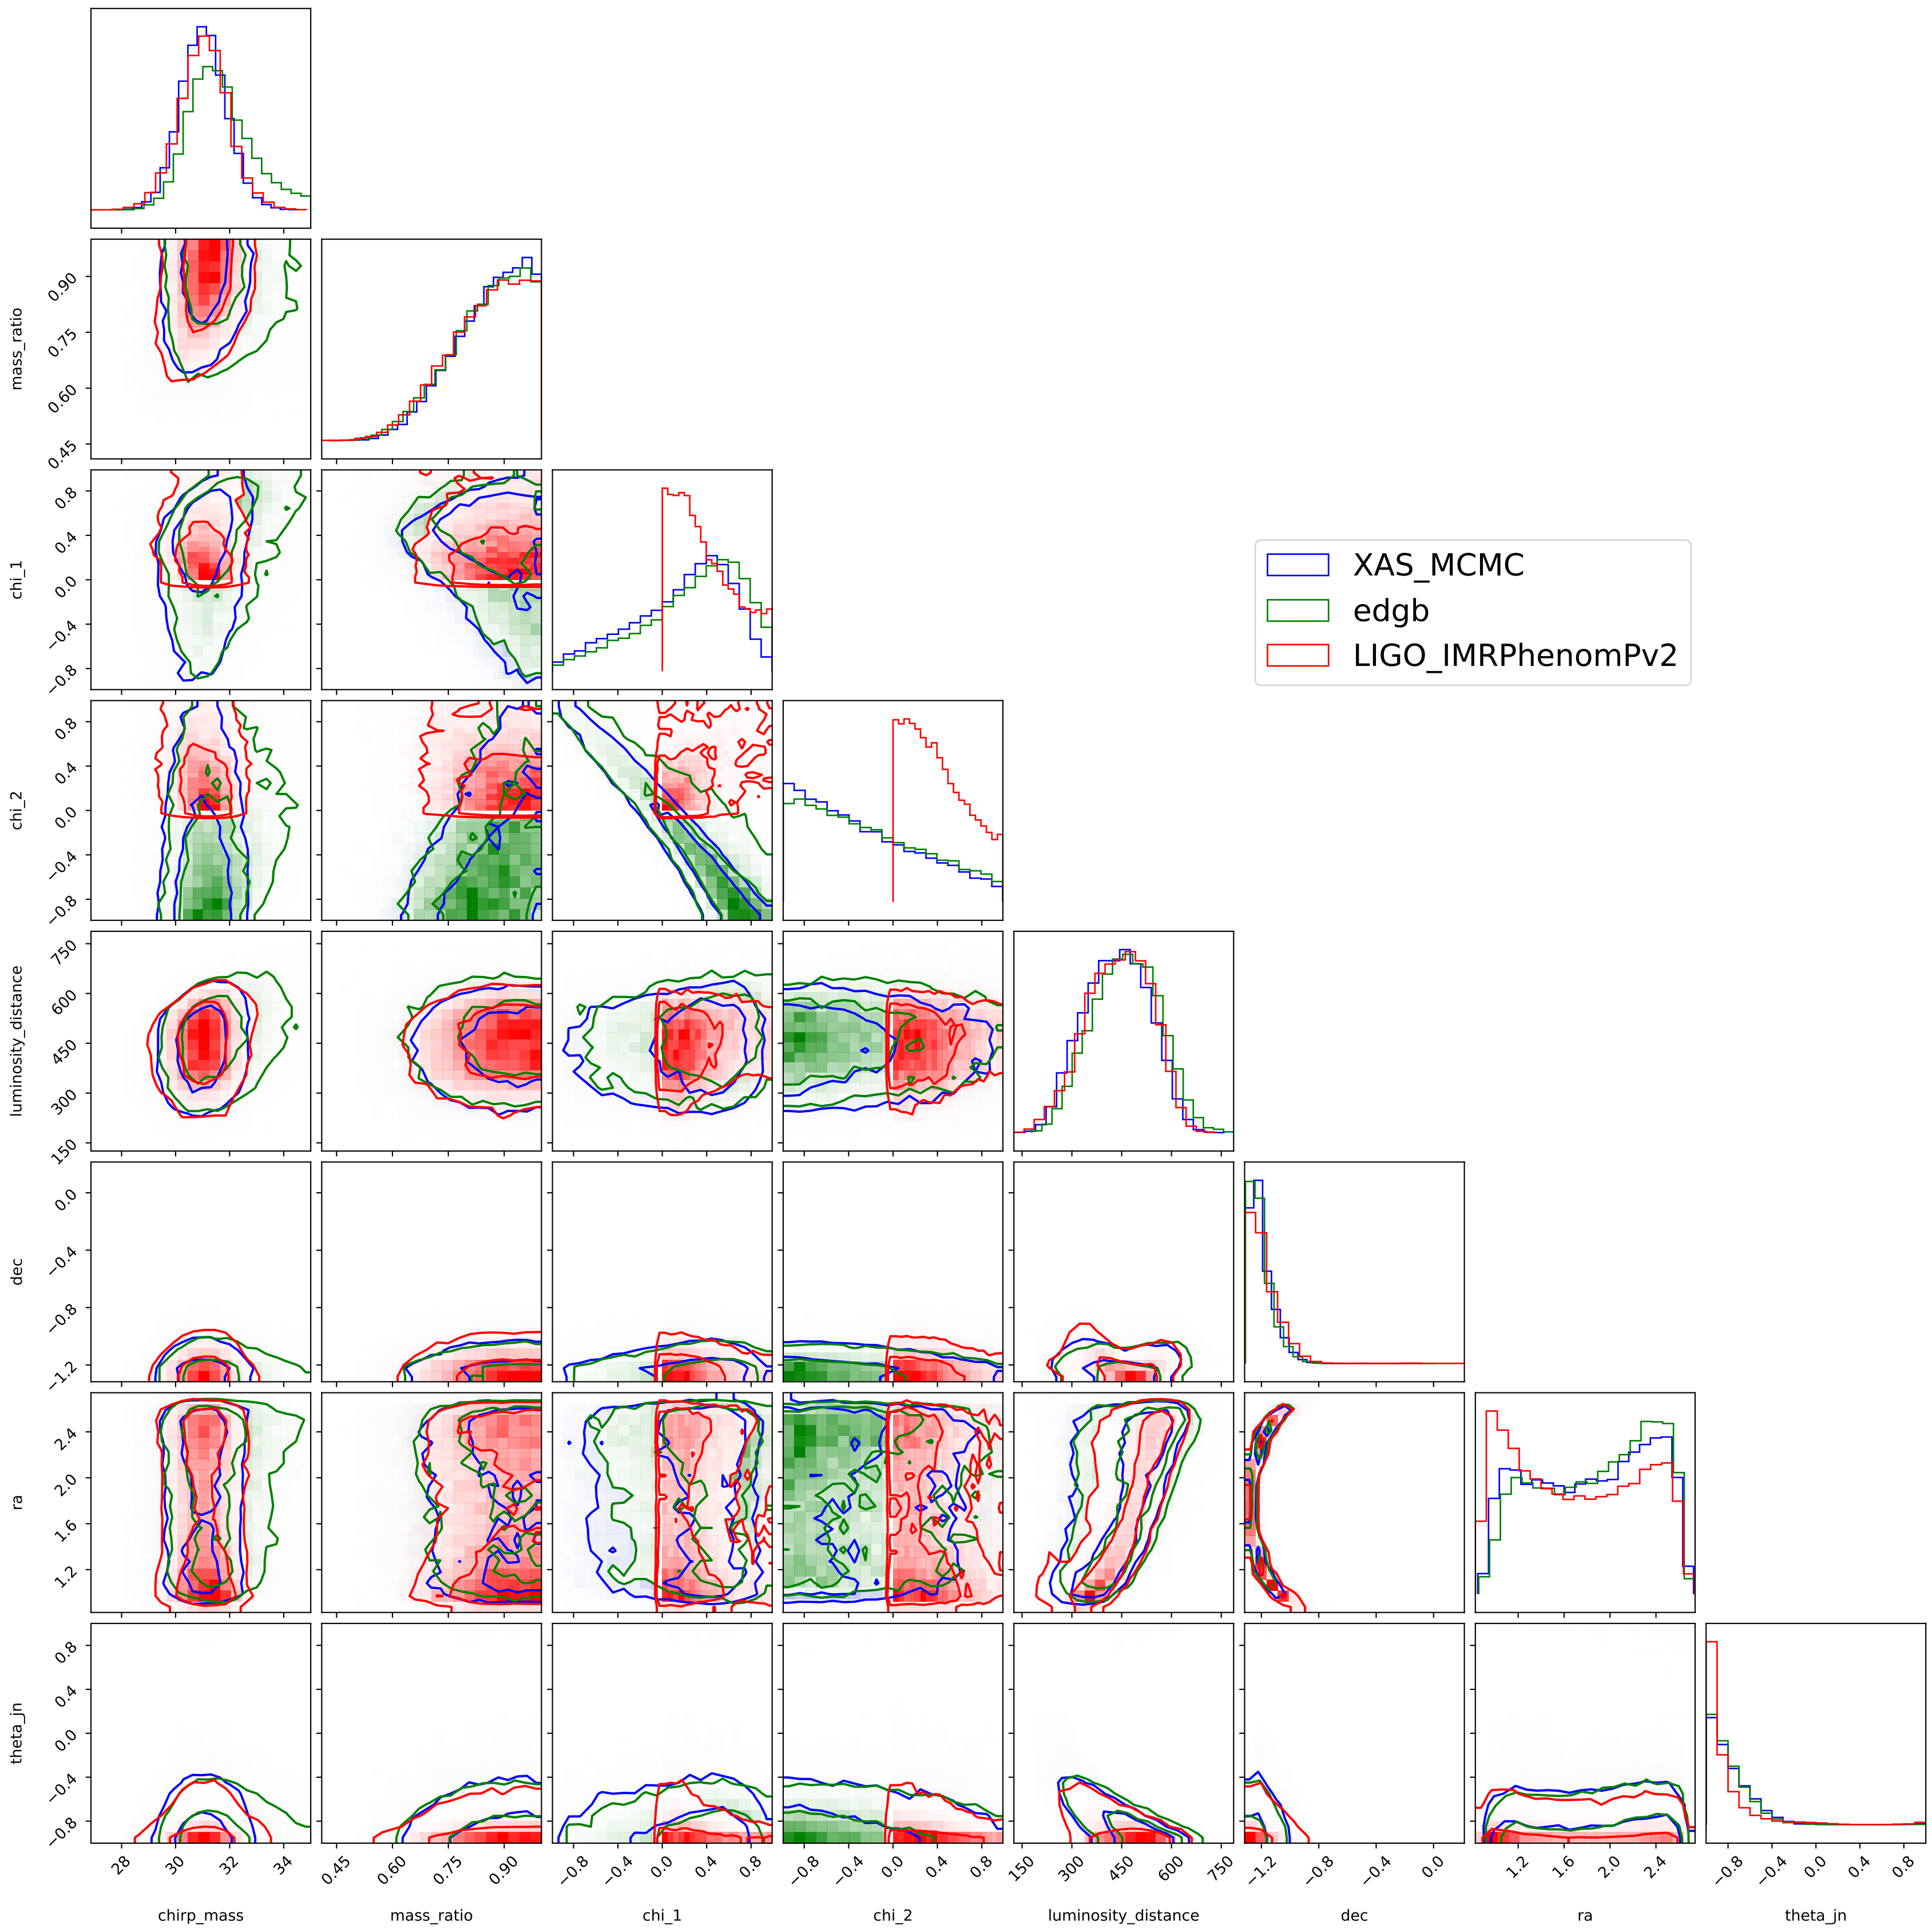 mass_ratio
0.90
0.75
0.60
0.45
XAS_MCMC
edgb
LIGO_IMRPhenomPv2
chi_1
0.8
0.4
0.0
−0.4
−0.8
chi_2
0.8
0.4
0.0
−0.4
−0.8
luminosity_distance
750
600
450
300
150
dec
0.0
−0.4
−0.8
−1.2
ra
2.4
2.0
1.6
1.2
theta_jn
0.8
0.4
0.0
−0.4
−0.8
28 30 32 34 0.45 0.60 0.75 0.90 −0.8 −0.4 0.0 0.4 0.8 −0.8 −0.4 0.0 0.4 0.8 150 300 450 600 750 −1.2 −0.8 −0.4 0.0 1.2 1.6 2.0 2.4 −0.8 −0.4 0.0 0.4 0.8
chirp_mass mass_ratio chi_1 chi_2 luminosity_distance dec ra theta_jn